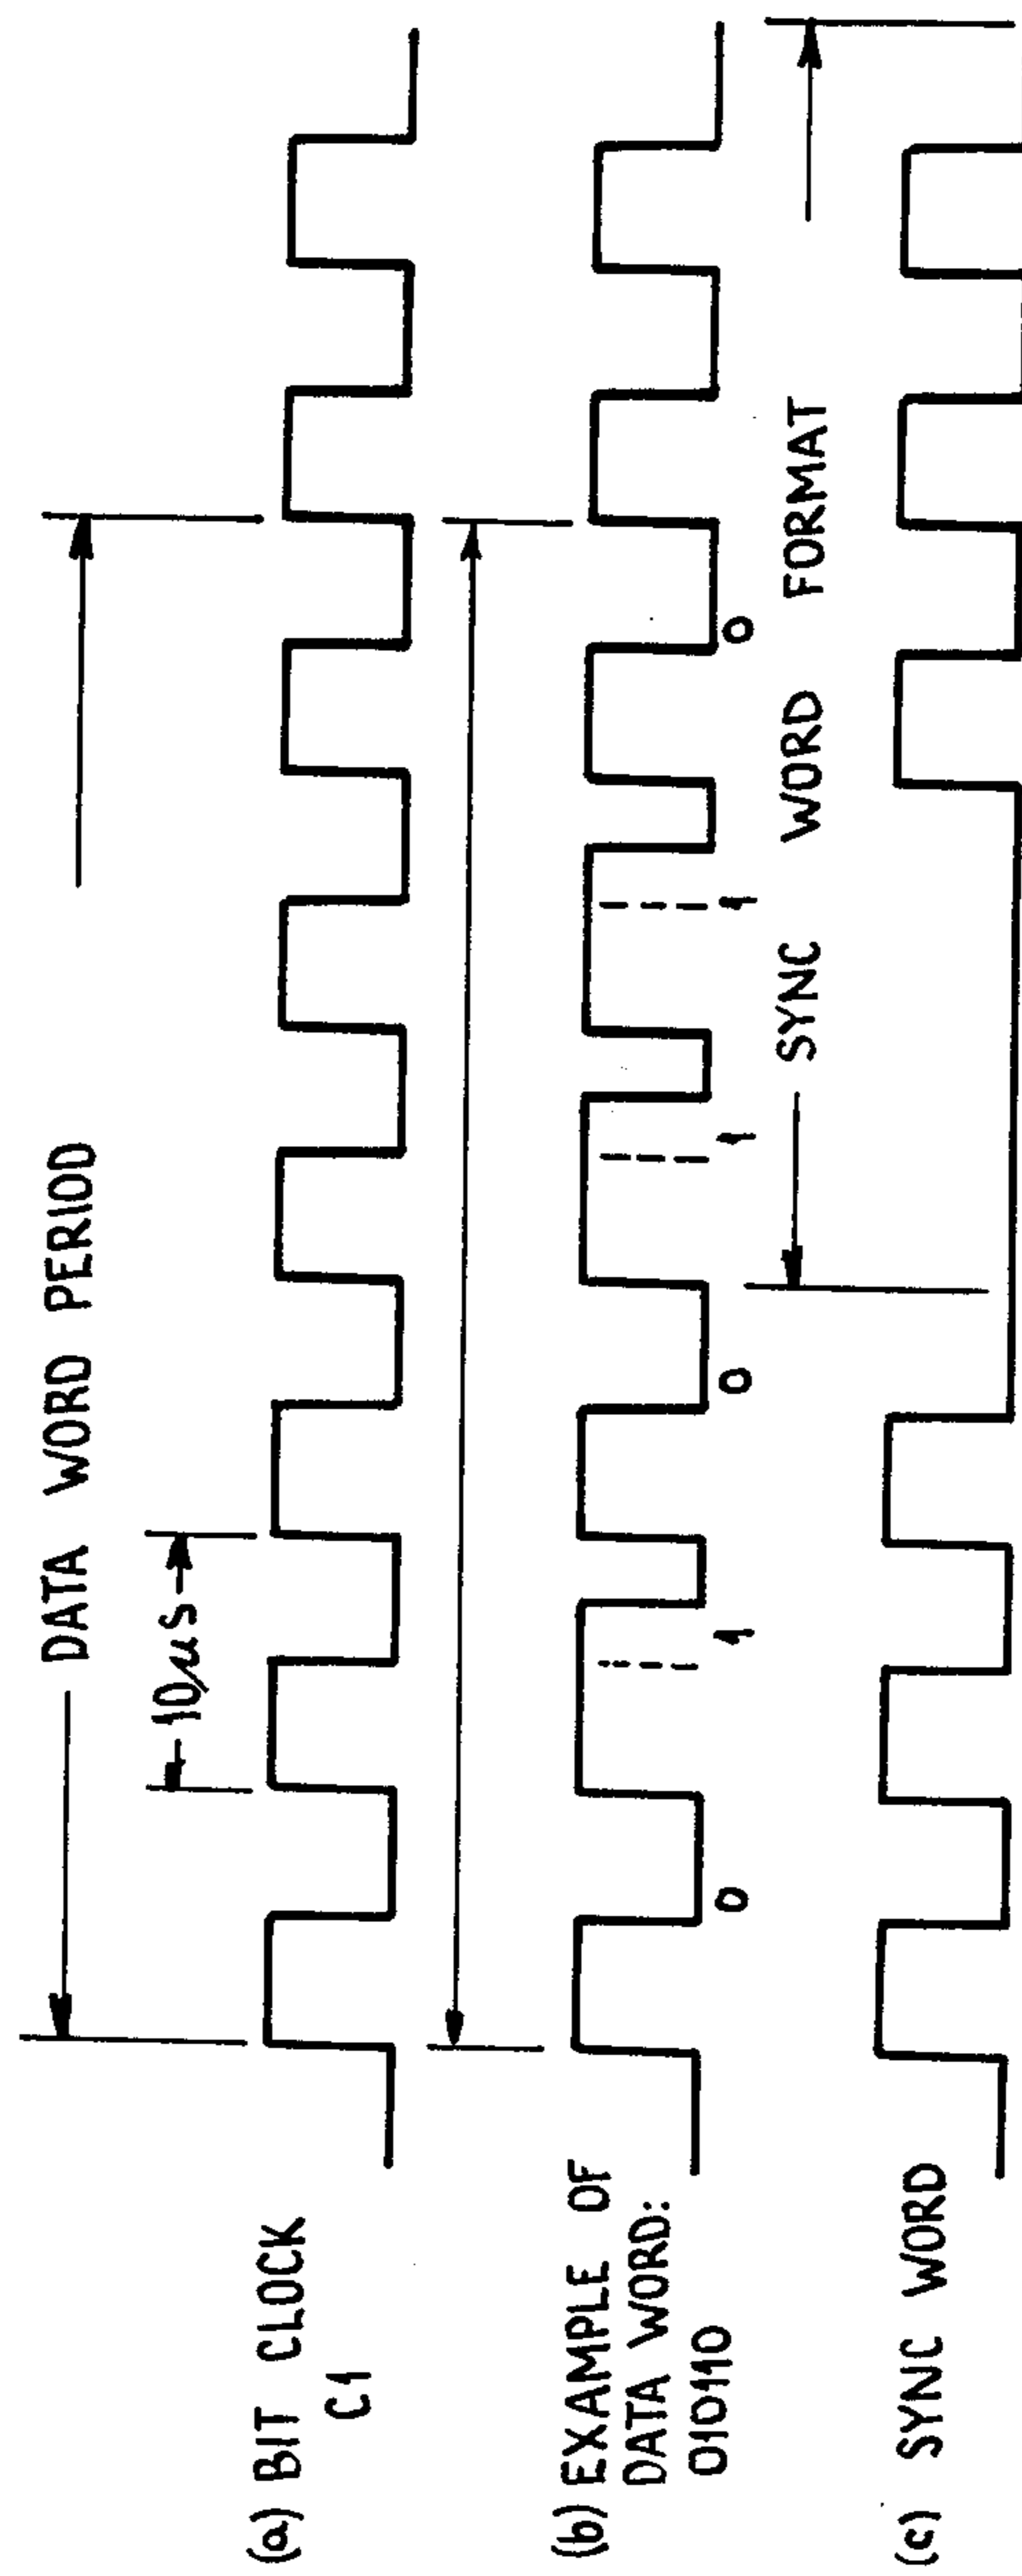 DATA WORD PERIOD
10µs
(a) BIT CLOCK
C1
(b) EXAMPLE OF
DATA WORD:
010110
0 1 0 1 1 0
SYNC WORD FORMAT
(c) SYNC WORD